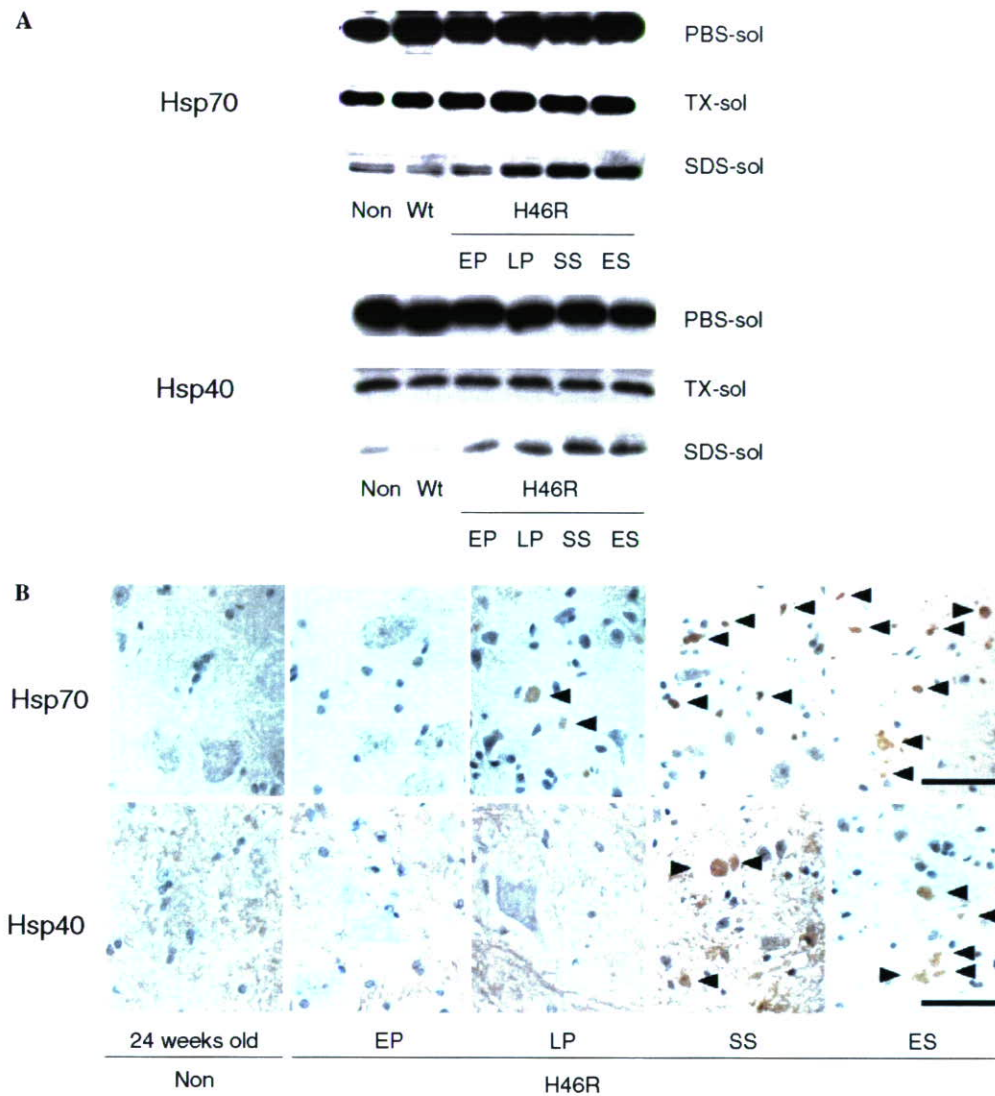 A
PBS-sol
Hsp70
TX-sol
SDS-sol
Non Wt H46R
EP LP SS ES
PBS-sol
Hsp40
TX-sol
SDS-sol
Non Wt H46R
EP LP SS ES
B
Hsp70
Hsp40
24 weeks old EP LP SS ES
Non H46R